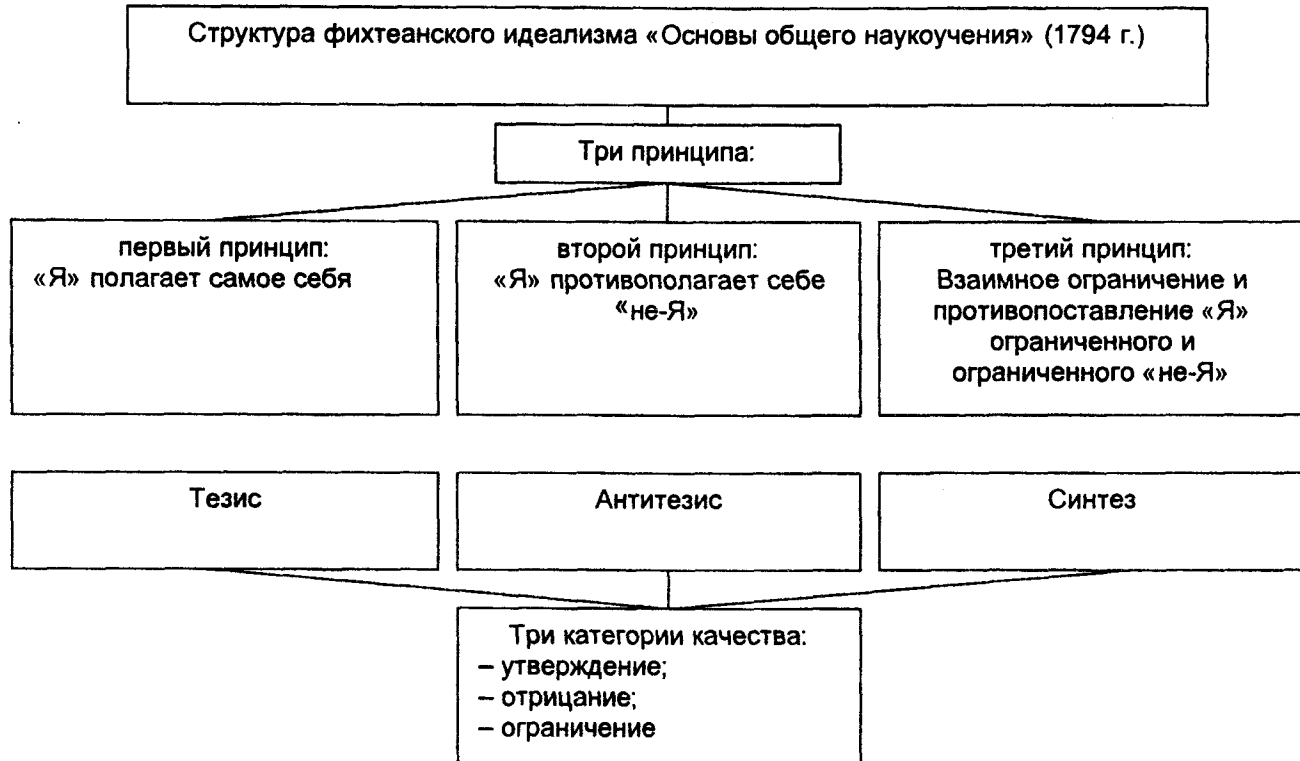 Структура фихтеанского идеализма «Основы общего наукоучения» (1794 г.)
Три принципа:
первый принцип:
«Я» полагает самое себя
второй принцип:
«Я» противополагает себе
«не-Я»
третий принцип:
Взаимное ограничение и
противопоставление «Я»
ограниченного и
ограниченного «не-Я»
Тезис
Антитезис
Синтез
Три категории качества:
– утверждение;
– отрицание;
– ограничение